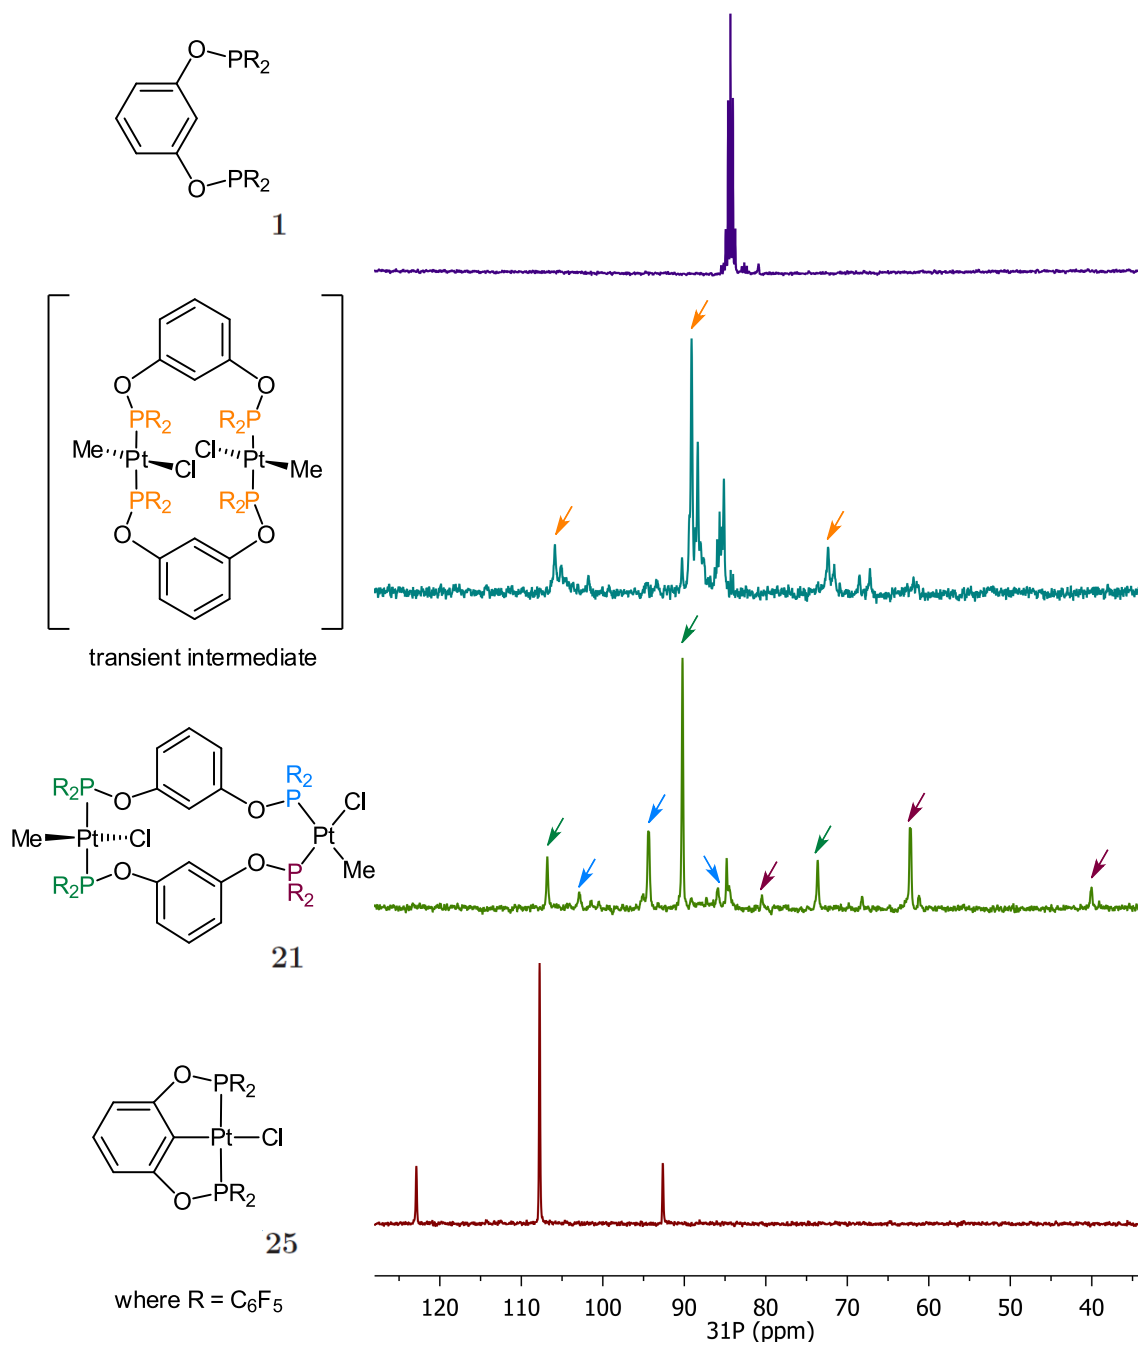 O
PR2
O
PR2
1
O
O
PR2
R2P
Me
Pt
Cl
Cl
Pt
Me
PR2
R2P
O
O
transient intermediate
R2P
O
O
R2
P
Cl
Me
Pt
Cl
Pt
R2P
O
O
P
R2
Me
21
O
PR2
Pt
Cl
O
PR2
25
where R = C6F5
120 110 100 90 80 70 60 50 40
31P (ppm)